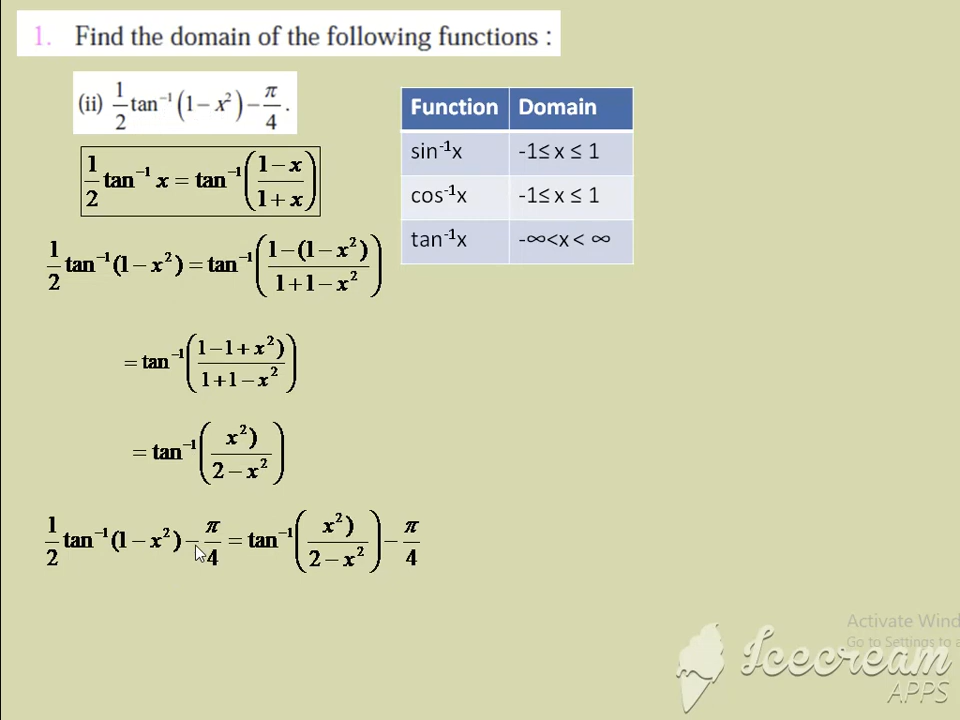 1. Find the domain of the following functions :
(ii) 1/2 tan⁻¹(1 − x²) − π/4 .
1/2 tan⁻¹ x = tan⁻¹((1 − x)/(1 + x))
1/2 tan⁻¹(1 − x²) = tan⁻¹((1 − (1 − x²))/(1 + 1 − x²))
= tan⁻¹((1 − 1 + x²))/(1 + 1 − x²))
= tan⁻¹(x²)/(2 − x²))
1/2 tan⁻¹(1 − x²) − π/4 = tan⁻¹(x²)/(2 − x²)) − π/4
Function Domain
sin⁻¹x -1≤ x ≤ 1
cos⁻¹x -1≤ x ≤ 1
tan⁻¹x -∞<x < ∞
Activate Wind
Go to Settings to a
Icecream
APPS